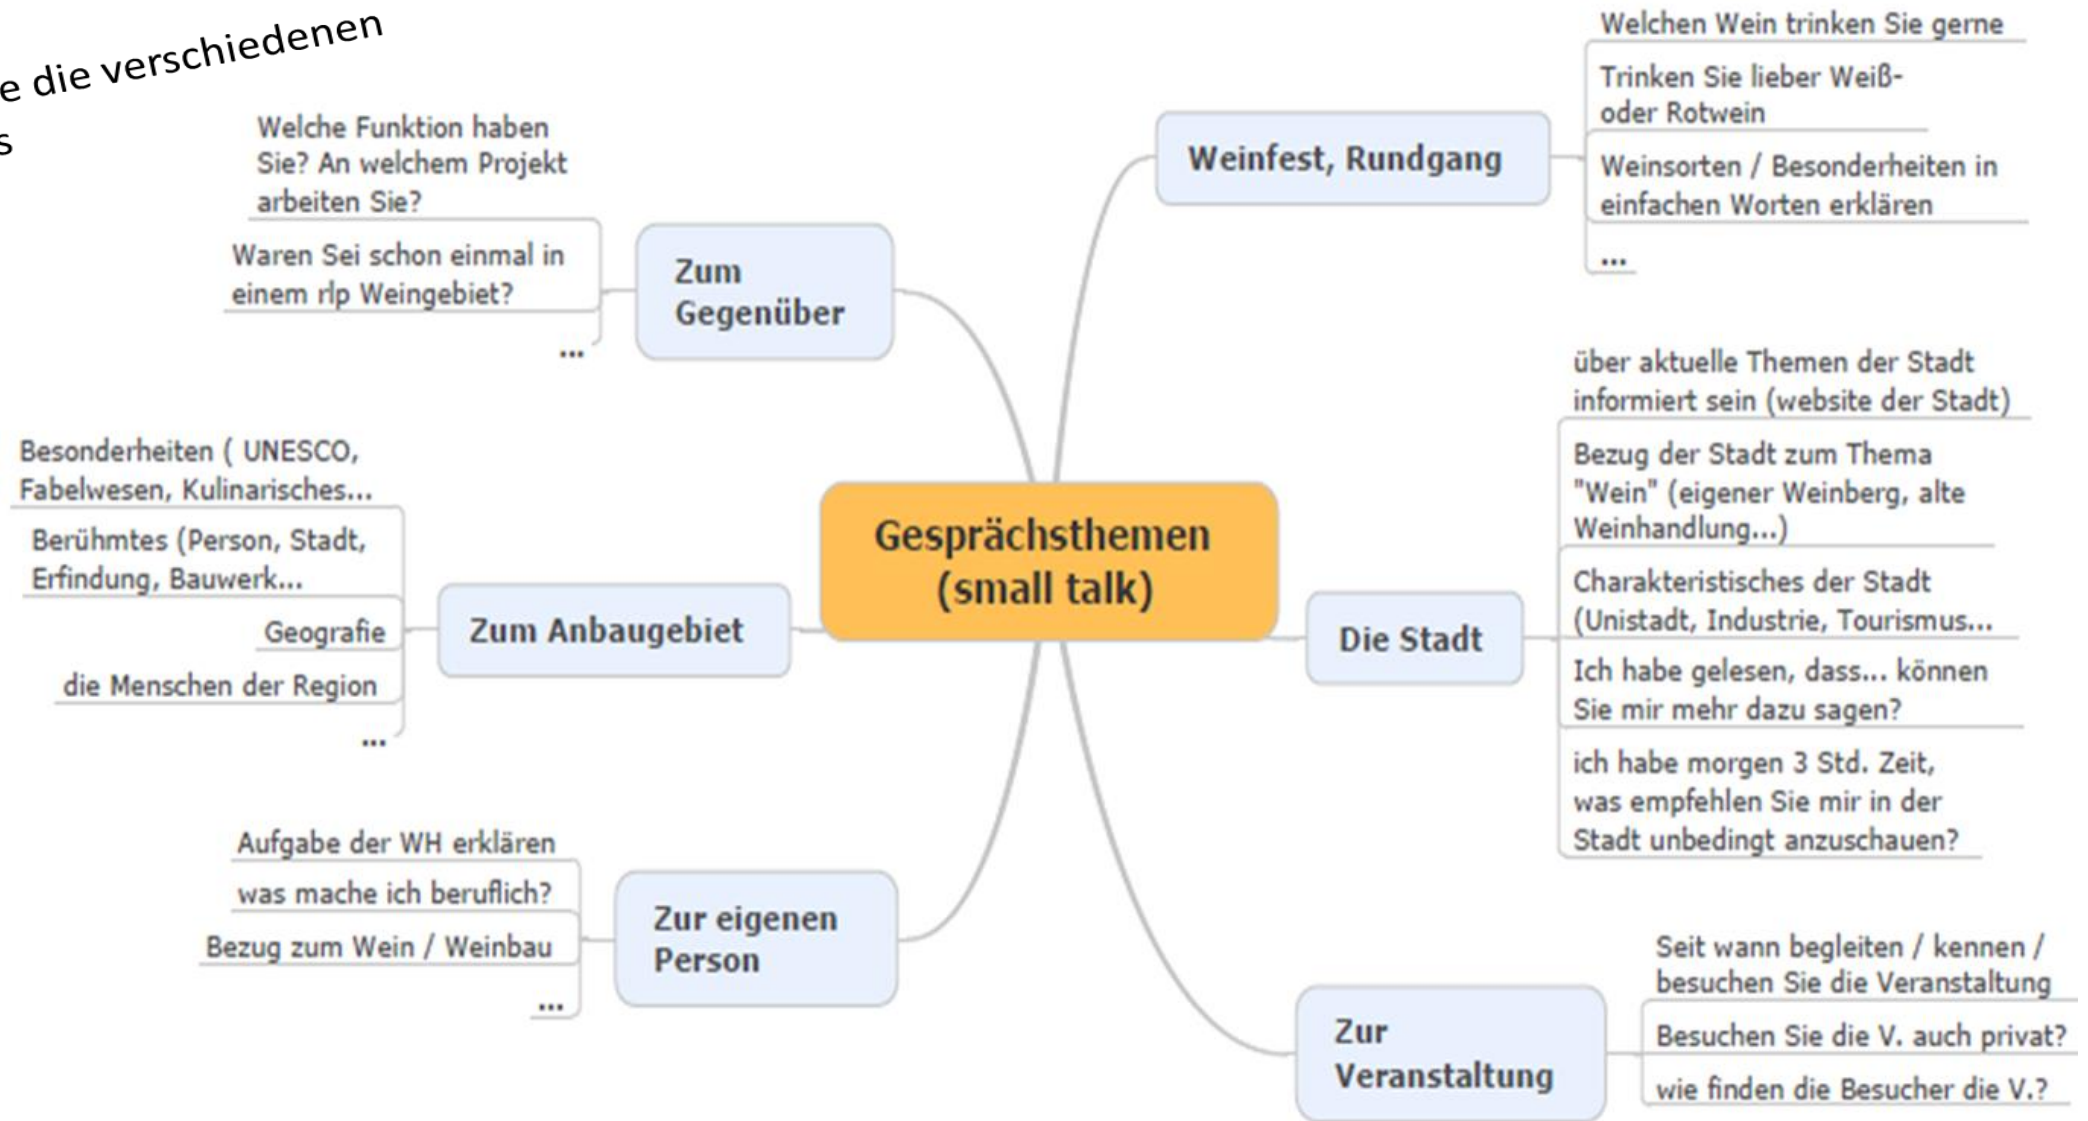 e die verschiedenen
s
Welche Funktion haben
Sie? An welchem Projekt
arbeiten Sie?
Waren Sei schon einmal in
einem rlp Weingebiet?
...
Zum
Gegenüber
Besonderheiten ( UNESCO,
Fabelwesen, Kulinarisches...
Berühmtes (Person, Stadt,
Erfindung, Bauwerk...
Geografie
die Menschen der Region
...
Zum Anbaugebiet
Aufgabe der WH erklären
was mache ich beruflich?
Bezug zum Wein / Weinbau
...
Zur eigenen
Person
Gesprächsthemen
(small talk)
Weinfest, Rundgang
Welchen Wein trinken Sie gerne
Trinken Sie lieber Weiß-
oder Rotwein
Weinsorten / Besonderheiten in
einfachen Worten erklären
...
Die Stadt
über aktuelle Themen der Stadt
informiert sein (website der Stadt)
Bezug der Stadt zum Thema
"Wein" (eigener Weinberg, alte
Weinhandlung...)
Charakteristisches der Stadt
(Unistadt, Industrie, Tourismus...
Ich habe gelesen, dass... können
Sie mir mehr dazu sagen?
ich habe morgen 3 Std. Zeit,
was empfehlen Sie mir in der
Stadt unbedingt anzuschauen?
Zur
Veranstaltung
Seit wann begleiten / kennen /
besuchen Sie die Veranstaltung
Besuchen Sie die V. auch privat?
wie finden die Besucher die V.?